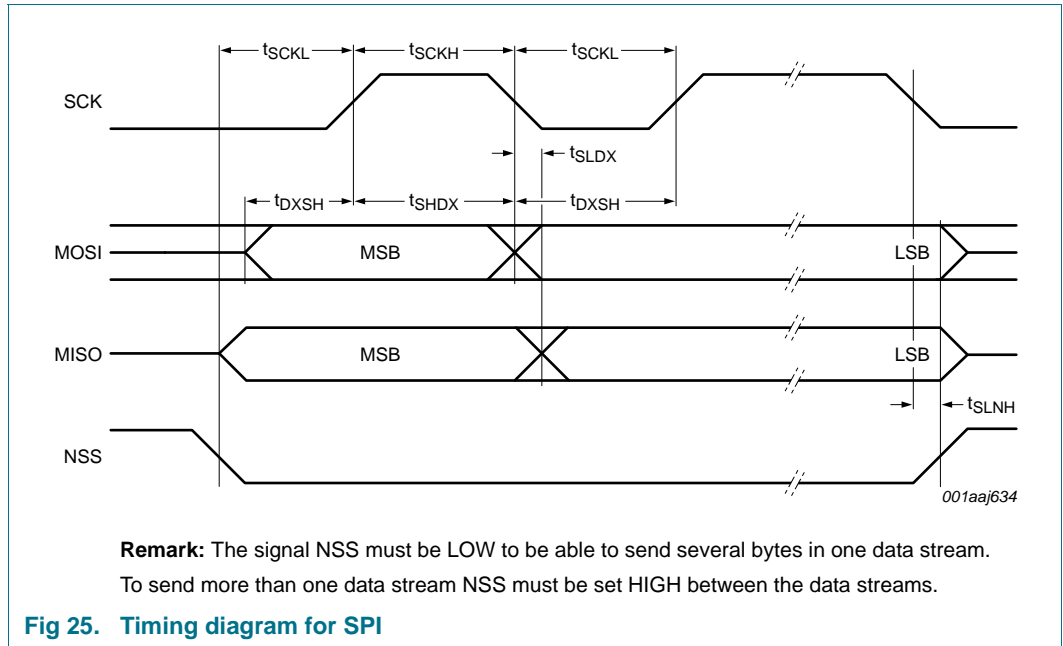 tSCKL tSCKH tSCKL
SCK
tSLDX
tDXSH tSHDX tDXSH
MOSI MSB LSB
MISO MSB LSB
tSLNH
NSS
001aaj634
Remark: The signal NSS must be LOW to be able to send several bytes in one data stream.
To send more than one data stream NSS must be set HIGH between the data streams.
Fig 25. Timing diagram for SPI